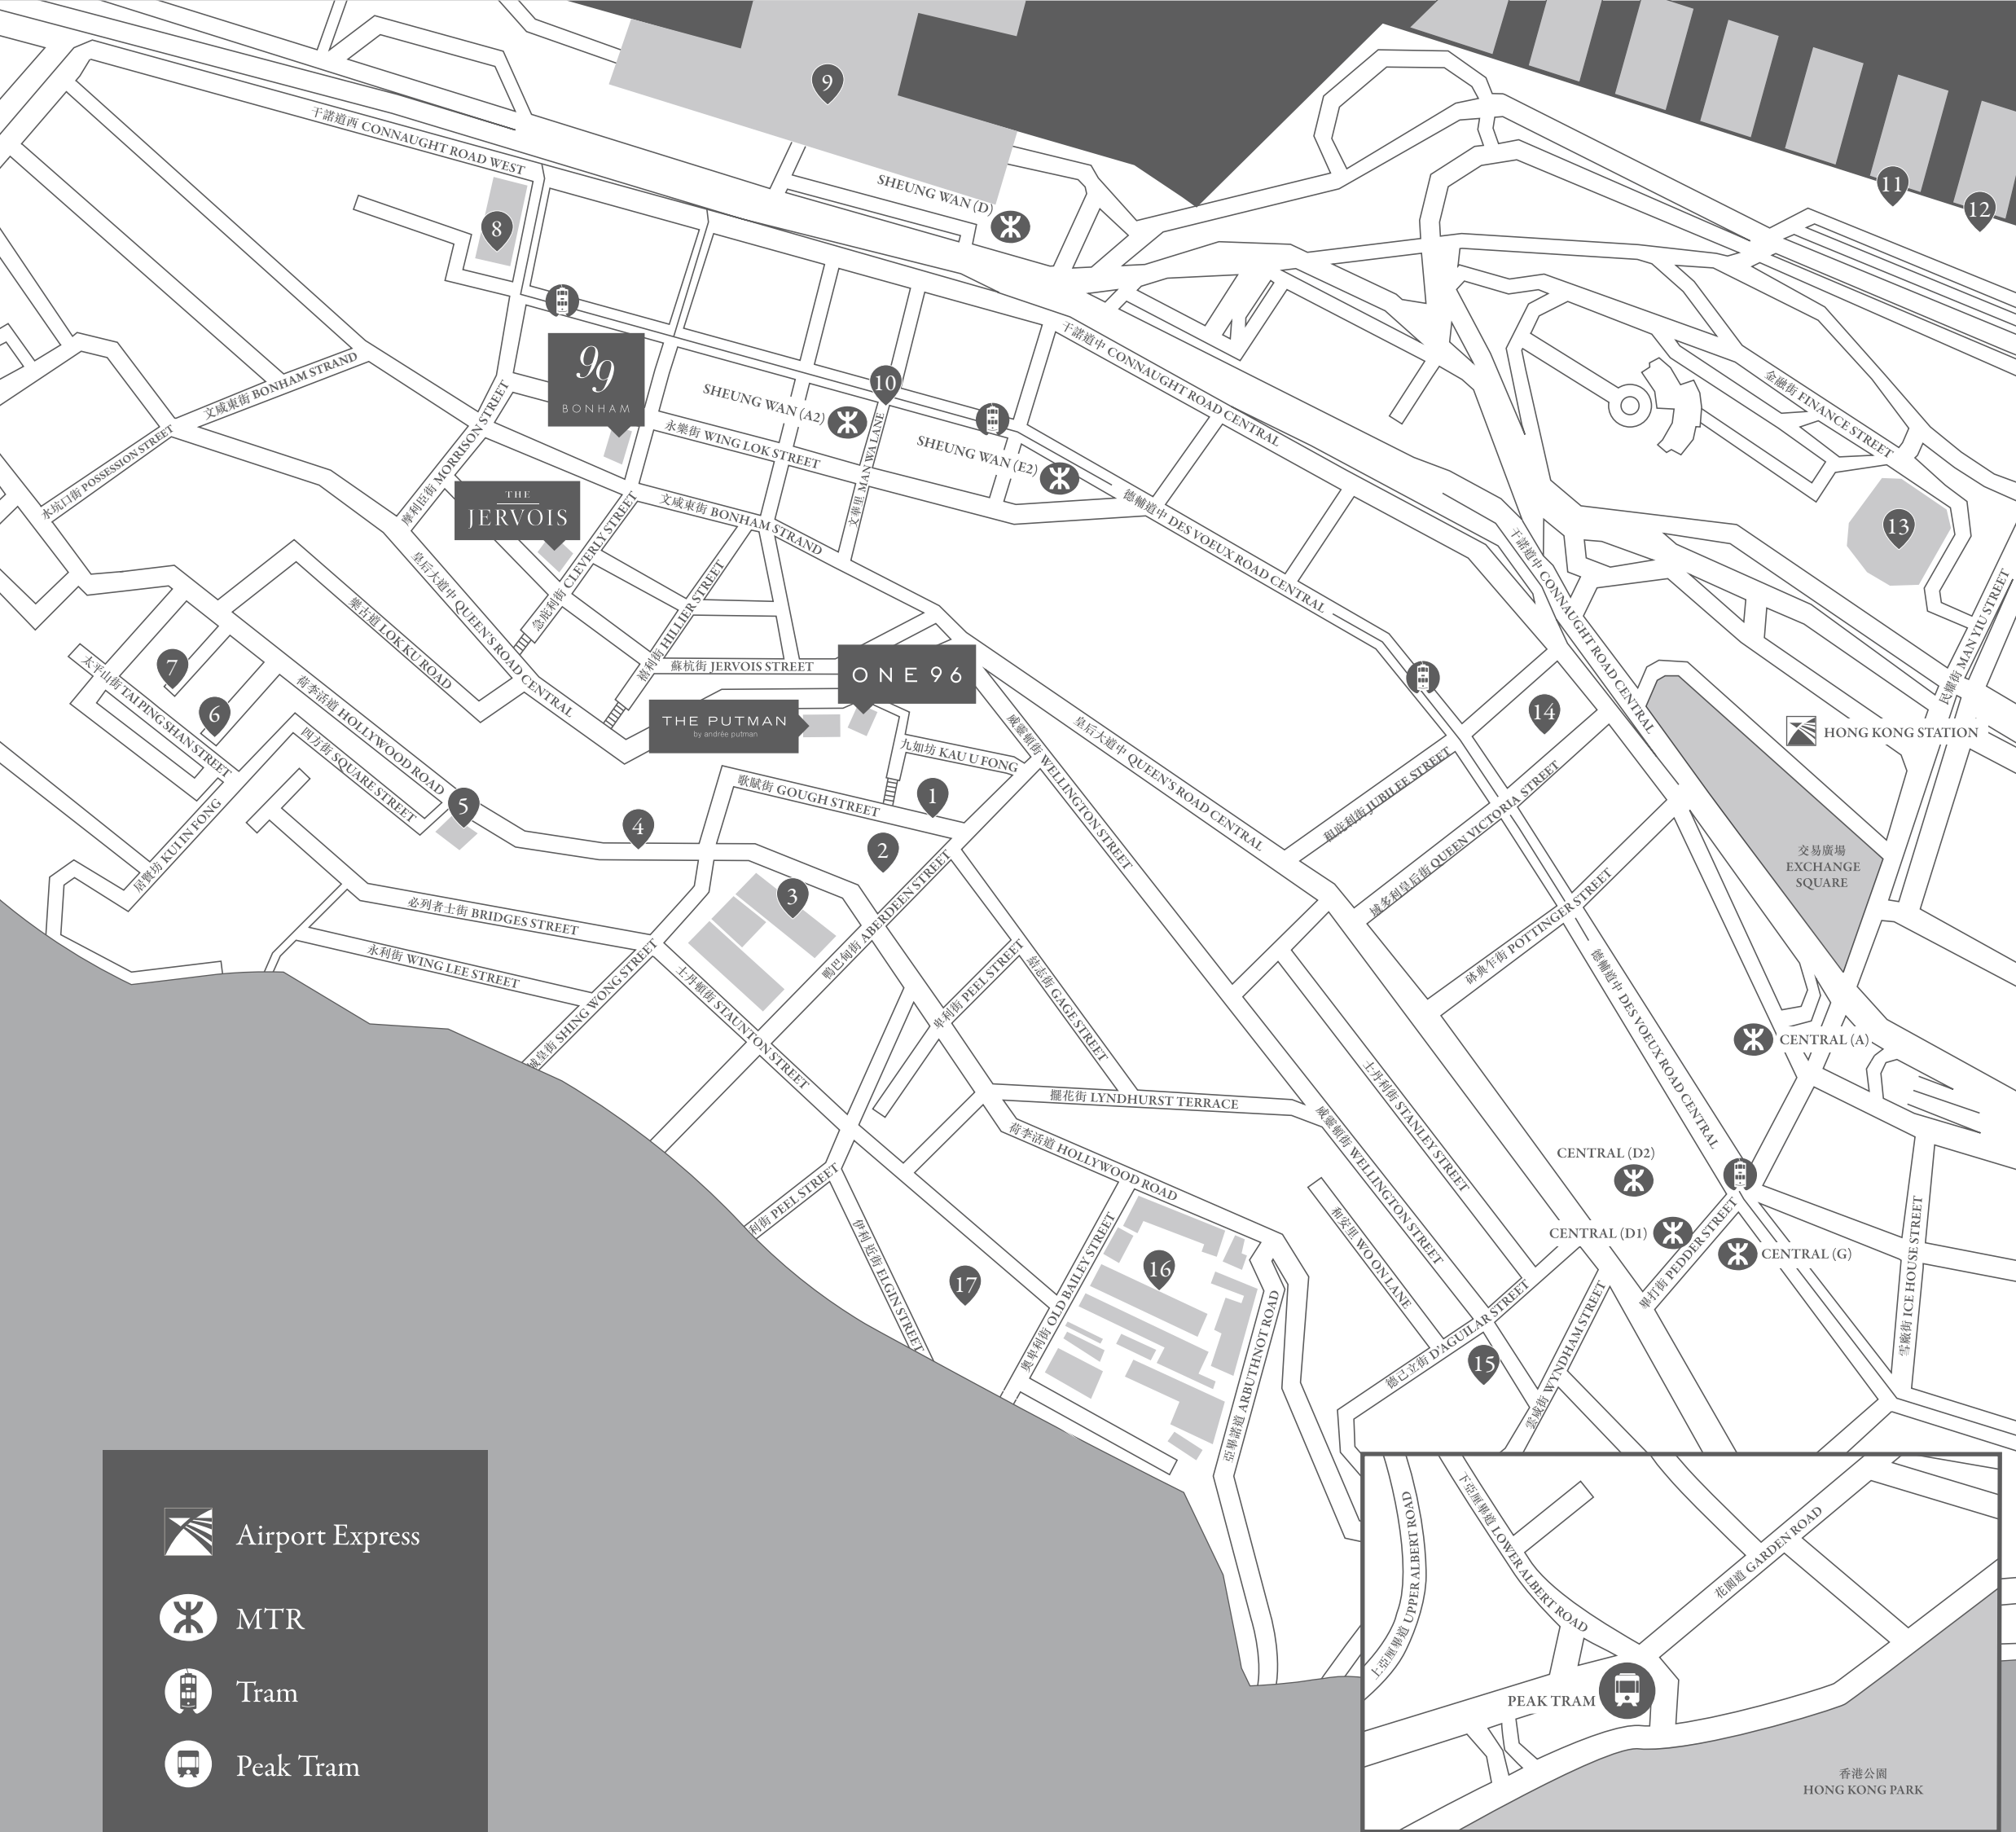 9
11
12
干諾道西 CONNAUGHT ROAD WEST
SHEUNG WAN (D)
8
99
BONHAM
10
SHEUNG WAN (A2)
干諾道中 CONNAUGHT ROAD CENTRAL
金融街 FINANCE STREET
文咸東街 BONHAM STRAND
摩利臣街 MORRISON STREET
永樂街 WING LOK STREET
文華里 MAN WA LANE
SHEUNG WAN (E2)
水坑口街 POSSESSION STREET
THE
JERVOIS
文咸東街 BONHAM STRAND
德輔道中 DES VOEUX ROAD CENTRAL
13
干諾道中 CONNAUGHT ROAD CENTRAL
急庇利街 CLEVERLY STREET
禧利街 HILLIER STREET
皇后大道中 QUEEN'S ROAD CENTRAL
樂古道 LOK KU ROAD
民耀街 MAN YIU STREET
蘇杭街 JERVOIS STREET
ONE96
7
太平山街 TAI PING SHAN STREET
6
荷李活道 HOLLYWOOD ROAD
四方街 SQUARE STREET
THE PUTMAN
by andrée putman
14
HONG KONG STATION
威靈頓街 WELLINGTON STREET
皇后大道中 QUEEN'S ROAD CENTRAL
九如坊 KAU U FONG
歌賦街 GOUGH STREET
1
5
4
2
3
居賢坊 KUI IN FONG
租庇利街 JUBILEE STREET
域多利皇后街 QUEEN VICTORIA STREET
砵典乍街 POTTINGER STREET
交易廣場
EXCHANGE
SQUARE
必列者士街 BRIDGES STREET
永利街 WING LEE STREET
城皇街 SHING WONG STREET
士丹頓街 STAUNTON STREET
鴨巴甸街 ABERDEEN STREET
卑利街 PEEL STREET
結志街 GAGE STREET
德輔道中 DES VOEUX ROAD CENTRAL
CENTRAL (A)
擺花街 LYNDHURST TERRACE
士丹利街 STANLEY STREET
威靈頓街 WELLINGTON STREET
荷李活道 HOLLYWOOD ROAD
CENTRAL (D2)
CENTRAL (D1)
CENTRAL (G)
畢打街 PEDDER STREET
雪廠街 ICE HOUSE STREET
利街 PEEL STREET
伊利近街 ELGIN STREET
17
奧卑利街 OLD BAILEY STREET
16
亞畢諾道 ARBUTHNOT ROAD
和安里 WO ON LANE
德己立街 D'AGUILAR STREET
15
雲咸街 WYNDHAM STREET
上亞厘畢道 UPPER ALBERT ROAD
下亞厘畢道 LOWER ALBERT ROAD
花園道 GARDEN ROAD
PEAK TRAM
香港公園
HONG KONG PARK
Airport Express
MTR
Tram
Peak Tram